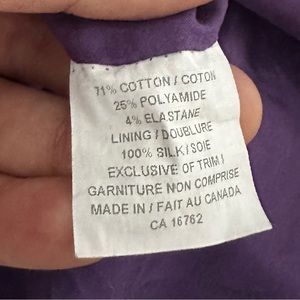 71% COTTON / COTON
25% POLYAMIDE
4% ELASTANE
LINING / DOUBLURE
100% SILK / SOIE
EXCLUSIVE OF TRIM /
GARNITURE NON COMPRISE
MADE IN / FAIT AU CANADA
CA 16762